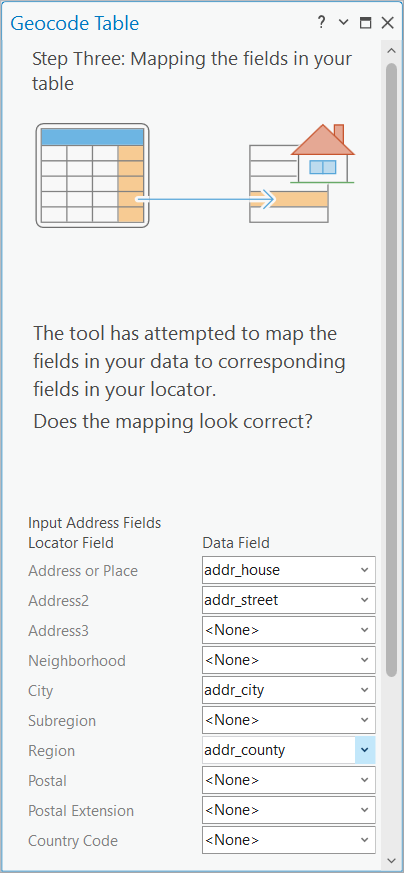 Geocode Table ?
Step Three: Mapping the fields in your
table
The tool has attempted to map the
fields in your data to corresponding
fields in your locator.
Does the mapping look correct?
Input Address Fields
Locator Field Data Field
Address or Place addr_house
Address2 addr_street
Address3 <None>
Neighborhood <None>
City addr_city
Subregion <None>
Region addr_county
Postal <None>
Postal Extension <None>
Country Code <None>